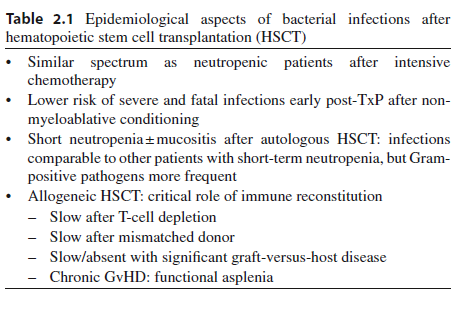 Table 2.1 Epidemiological aspects of bacterial infections after
hematopoietic stem cell transplantation (HSCT)
• Similar spectrum as neutropenic patients after intensive
chemotherapy
• Lower risk of severe and fatal infections early post-TxP after non-
myeloablative conditioning
• Short neutropenia ± mucositis after autologous HSCT: infections
comparable to other patients with short-term neutropenia, but Gram-
positive pathogens more frequent
• Allogeneic HSCT: critical role of immune reconstitution
– Slow after T-cell depletion
– Slow after mismatched donor
– Slow/absent with significant graft-versus-host disease
– Chronic GvHD: functional asplenia